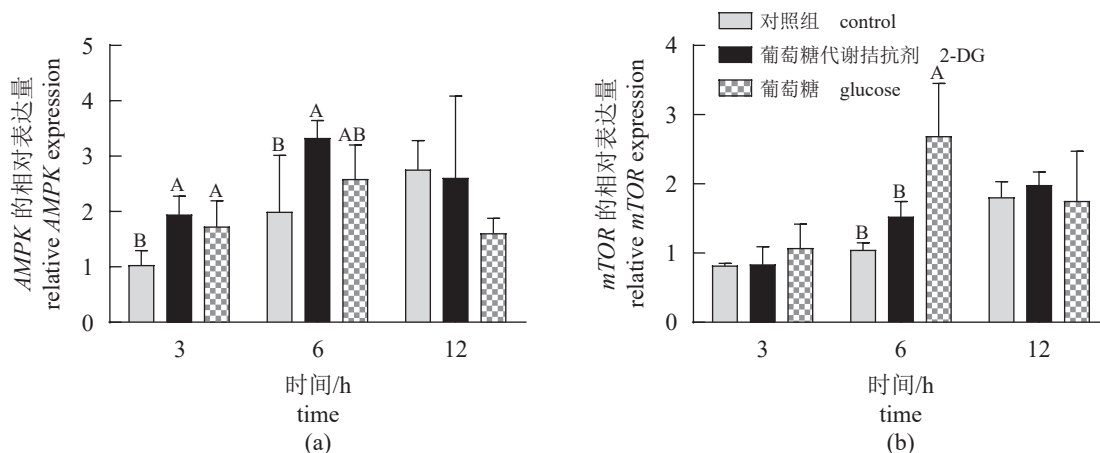 AMPK 的相对表达量
relative AMPK expression
5
4
3
2
1
0
B
A
A
B
A
AB
3
6
12
时间/h
time
(a)
对照组 control
葡萄糖代谢拮抗剂 2-DG
葡萄糖 glucose
mTOR 的相对表达量
relative mTOR expression
4
3
2
1
0
B
B
A
3
6
12
时间/h
time
(b)